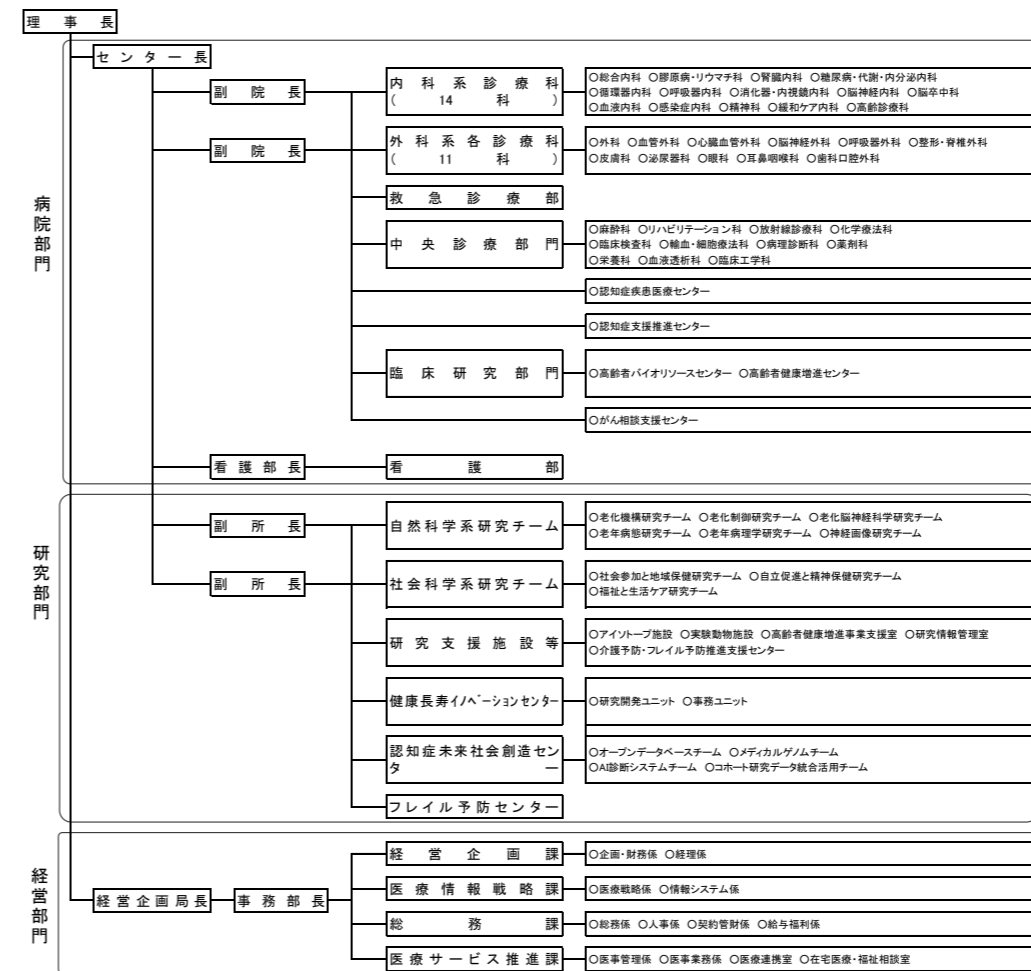 理事長
センター長
病院部門
副院長
内科系診療科
(14科)
○総合内科 ○膠原病・リウマチ科 ○腎臓内科 ○糖尿病・代謝・内分泌内科
○循環器内科 ○呼吸器内科 ○消化器・内視鏡内科 ○脳神経内科 ○脳卒中科
○血液内科 ○感染症内科 ○精神科 ○緩和ケア内科 ○高齢診療科
副院長
外科系各診療科
(11科)
○外科 ○血管外科 ○心臓血管外科 ○脳神経外科 ○呼吸器外科 ○整形・脊椎外科
○皮膚科 ○泌尿器科 ○眼科 ○耳鼻咽喉科 ○歯科口腔外科
救急診療部
中央診療部門
○麻酔科 ○リハビリテーション科 ○放射線診療科 ○化学療法科
○臨床検査科 ○輸血・細胞療法科 ○病理診断科 ○薬剤科
○栄養科 ○血液透析科 ○臨床工学科
○認知症疾患医療センター
○認知症支援推進センター
臨床研究部門
○高齢者バイオリソースセンター ○高齢者健康増進センター
○がん相談支援センター
看護部長
看護部
研究部門
副所長
自然科学系研究チーム
○老化機構研究チーム ○老化制御研究チーム ○老化脳神経科学研究チーム
○老年病態研究チーム ○老年病理学研究チーム ○神経画像研究チーム
副所長
社会科学系研究チーム
○社会参加と地域保健研究チーム ○自立促進と精神保健研究チーム
○福祉と生活ケア研究チーム
研究支援施設等
○アイソトープ施設 ○実験動物施設 ○高齢者健康増進事業支援室 ○研究情報管理室
○介護予防・フレイル予防推進支援センター
健康長寿イノベーションセンター
○研究開発ユニット ○事務ユニット
認知症未来社会創造セン
ター
○オープンデータベースチーム ○メディカルゲノムチーム
○AI診断システムチーム ○コホート研究データ統合活用チーム
フレイル予防センター
経営部門
経営企画局長
事務部長
経営企画課
○企画・財務係 ○経理係
医療情報戦略課
○医療戦略係 ○情報システム係
総務課
○総務係 ○人事係 ○契約管財係 ○給与福利係
医療サービス推進課
○医事管理係 ○医事業務係 ○医療連携室 ○在宅医療・福祉相談室